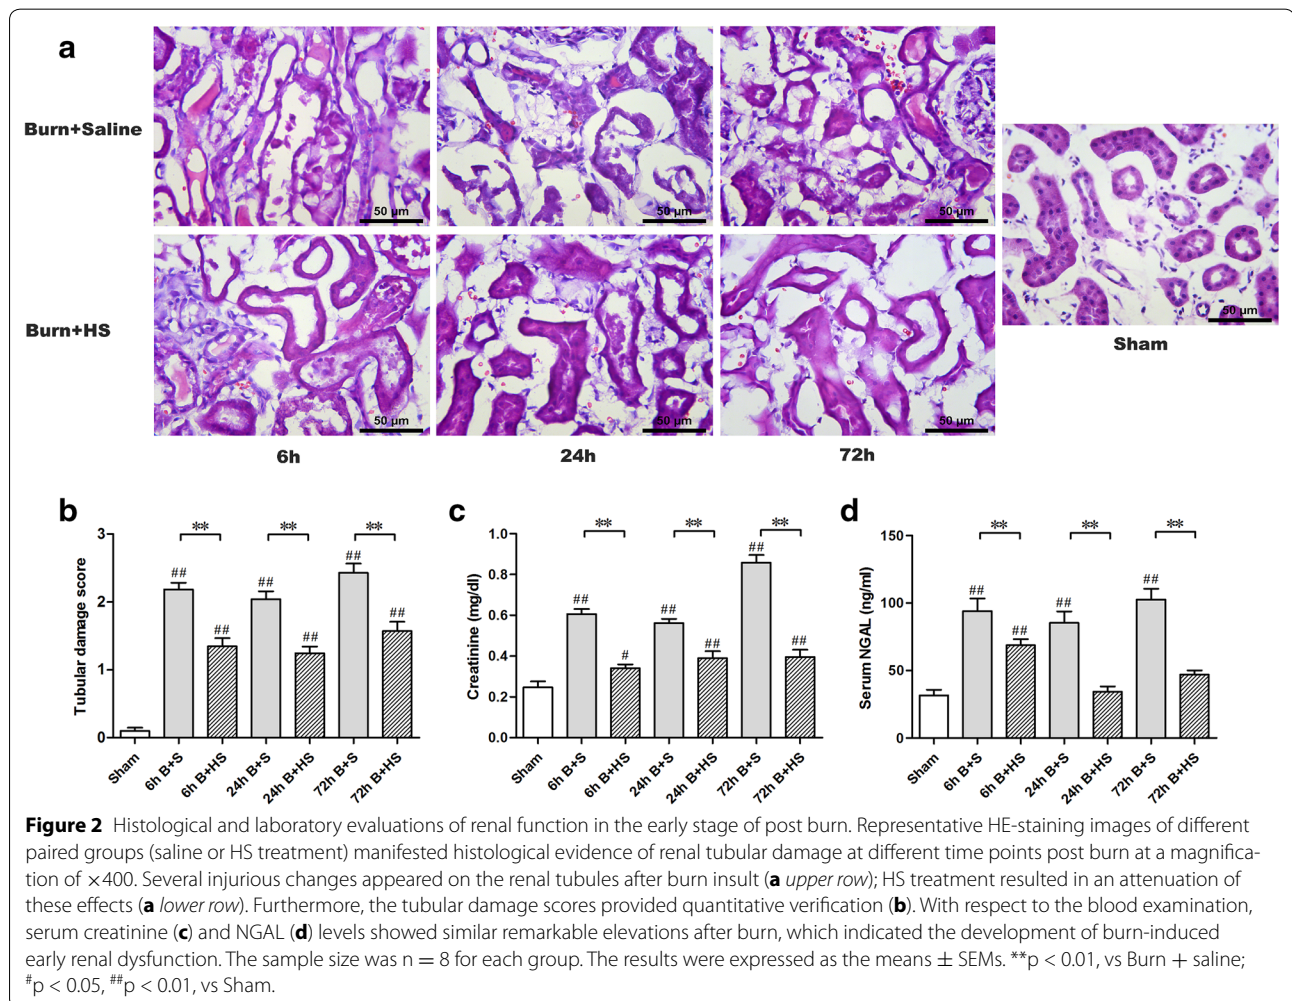 a
Burn+Saline
50 µm
50 µm
50 µm
50 µm
Sham
Burn+HS
50 µm
50 µm
50 µm
6h
24h
72h
b
Tubular damage score
3
2
1
0
**
**
**
##
##
##
##
##
##
Sham
6h B+S
6h B+HS
24h B+S
24h B+HS
72h B+S
72h B+HS
c
Creatinine (mg/dl)
1.0
0.8
0.6
0.4
0.2
0.0
**
**
**
##
#
##
##
##
##
Sham
6h B+S
6h B+HS
24h B+S
24h B+HS
72h B+S
72h B+HS
d
Serum NGAL (ng/ml)
150
100
50
0
**
**
**
##
##
##
##
Sham
6h B+S
6h B+HS
24h B+S
24h B+HS
72h B+S
72h B+HS
Figure 2 Histological and laboratory evaluations of renal function in the early stage of post burn. Representative HE-staining images of different
paired groups (saline or HS treatment) manifested histological evidence of renal tubular damage at different time points post burn at a magnifica-
tion of ×400. Several injurious changes appeared on the renal tubules after burn insult (a upper row); HS treatment resulted in an attenuation of
these effects (a lower row). Furthermore, the tubular damage scores provided quantitative verification (b). With respect to the blood examination,
serum creatinine (c) and NGAL (d) levels showed similar remarkable elevations after burn, which indicated the development of burn-induced
early renal dysfunction. The sample size was n = 8 for each group. The results were expressed as the means ± SEMs. **p < 0.01, vs Burn + saline;
#p < 0.05, ##p < 0.01, vs Sham.